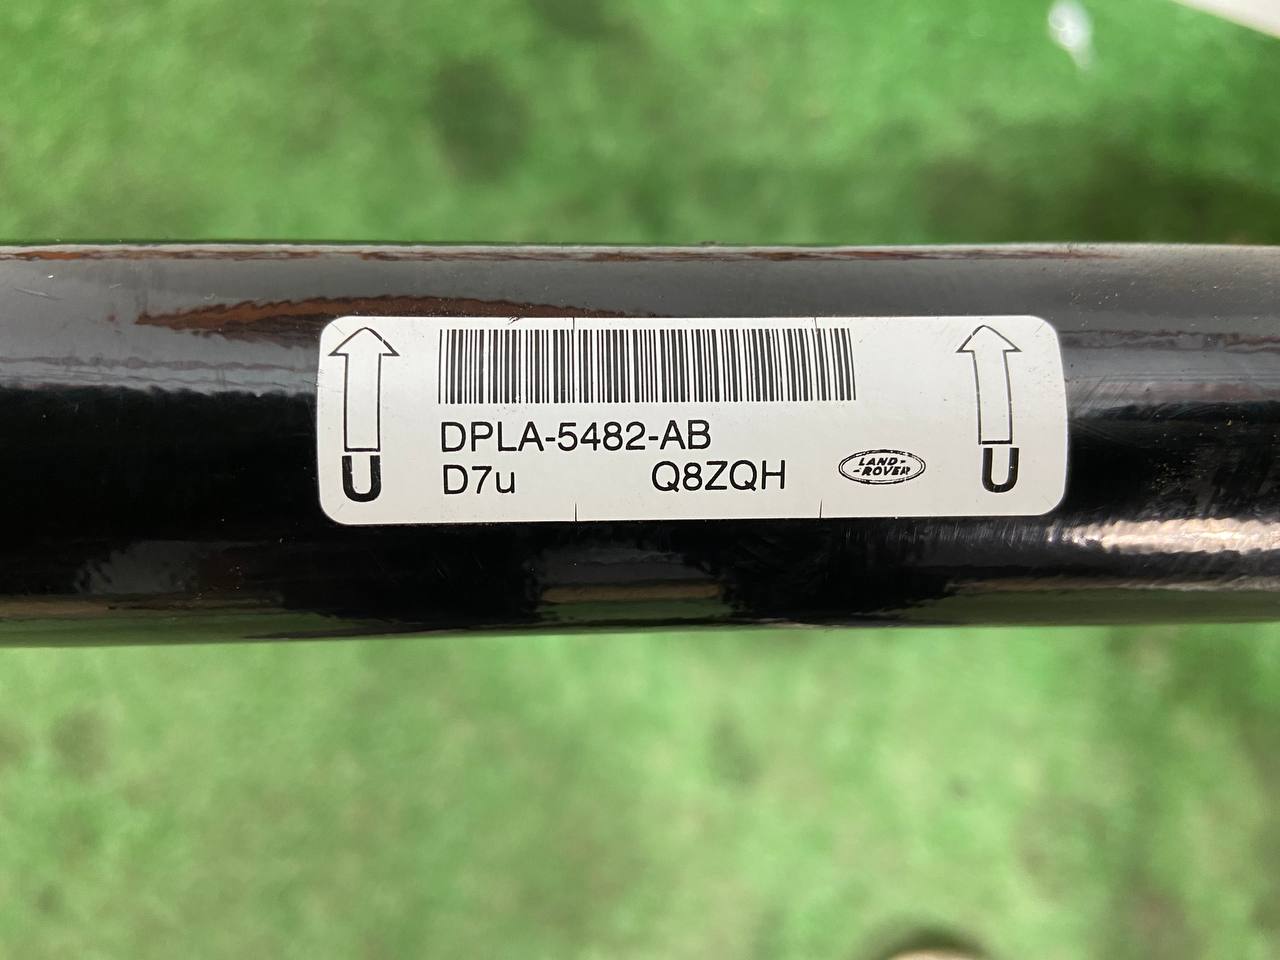 DPLA-5482-AB
D7u Q8ZQH
LAND-
-ROVER
U U